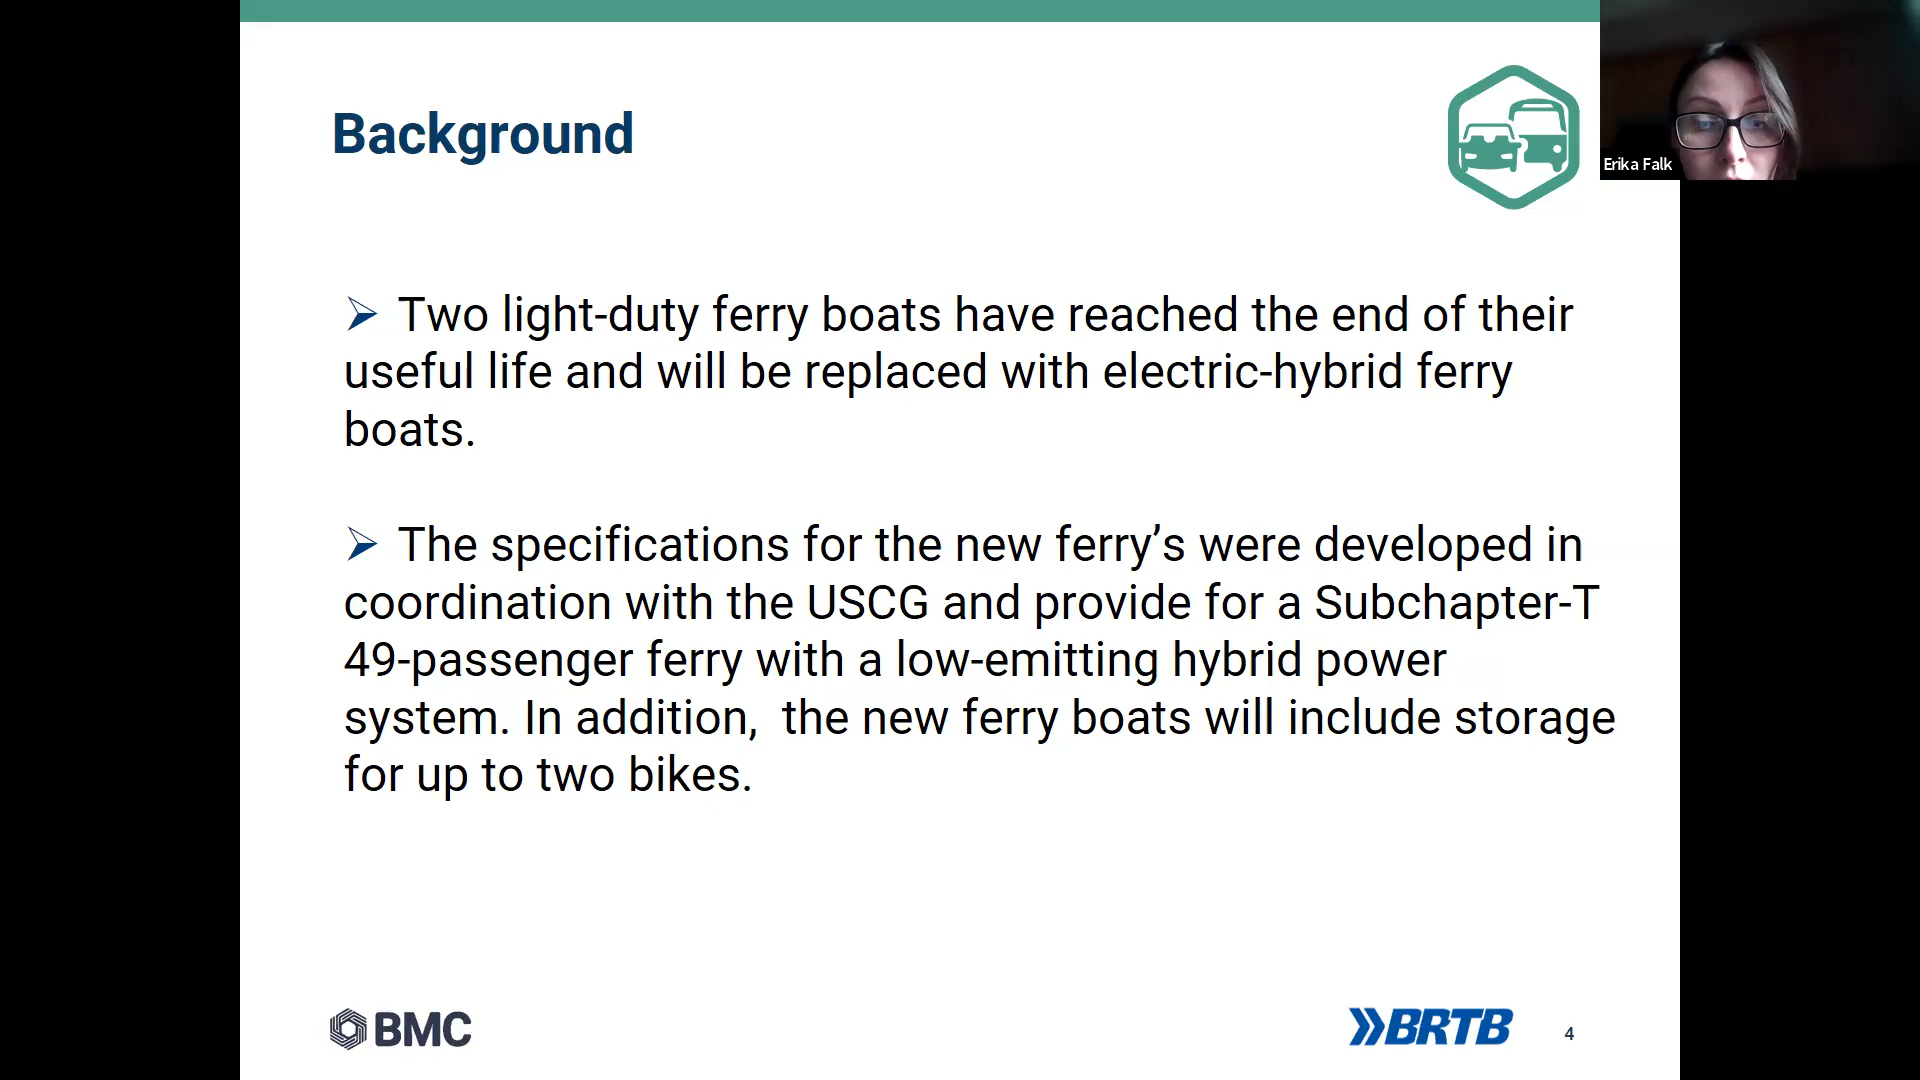 Background
Erika Falk
➢ Two light-duty ferry boats have reached the end of their
useful life and will be replaced with electric-hybrid ferry
boats.
➢ The specifications for the new ferry’s were developed in
coordination with the USCG and provide for a Subchapter-T
49-passenger ferry with a low-emitting hybrid power
system. In addition,  the new ferry boats will include storage
for up to two bikes.
BMC
BRTB
4